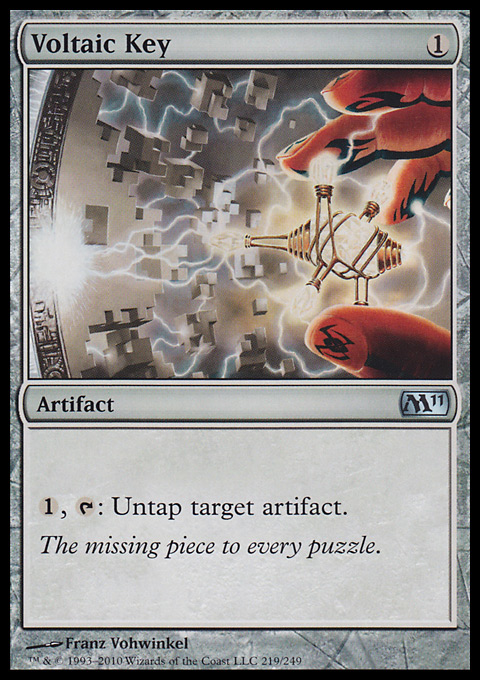 Voltaic Key 1
Artifact M11
1, : Untap target artifact.
The missing piece to every puzzle.
Franz Vohwinkel
™ & © 1993–2010 Wizards of the Coast LLC 219/249